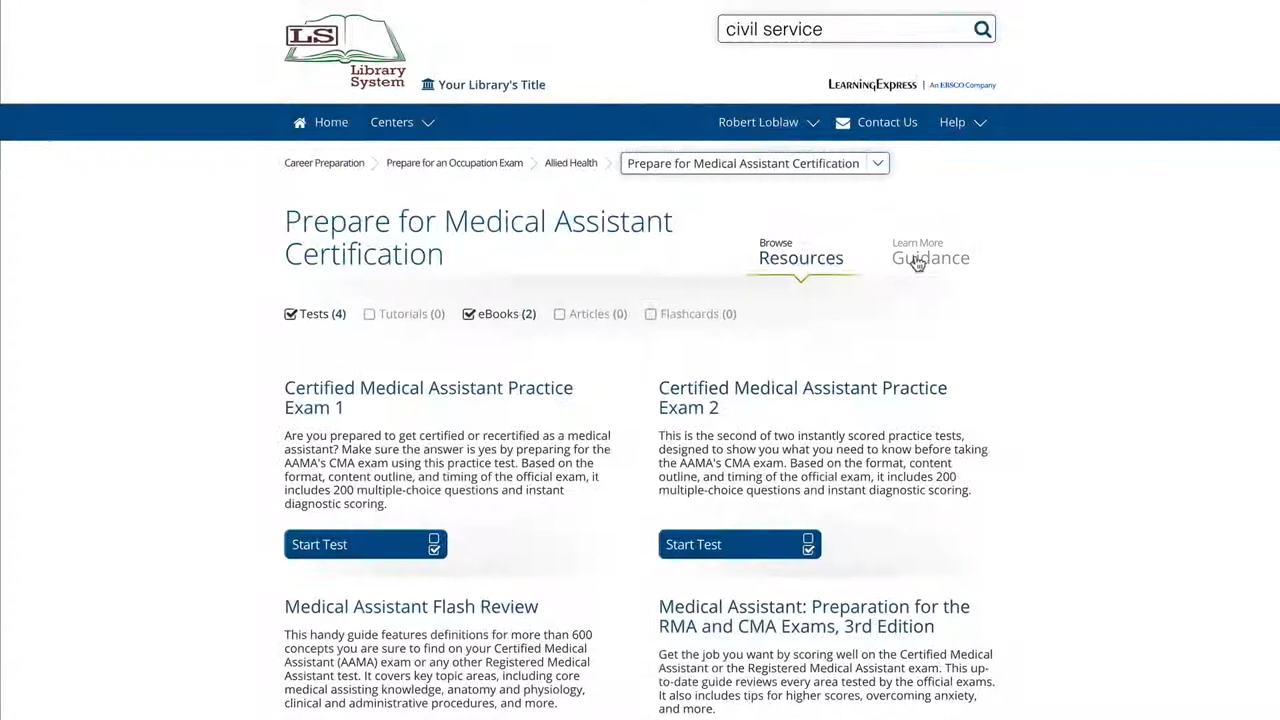 LS
Library
System
Your Library's Title
civil service
LEARNINGEXPRESS | An EBSCO Company
Home
Centers
Robert Loblaw
Contact Us
Help
Career Preparation
Prepare for an Occupation Exam
Allied Health
Prepare for Medical Assistant Certification
Prepare for Medical Assistant
Certification
Browse
Resources
Learn More
Guidance
Tests (4)
Tutorials (0)
eBooks (2)
Articles (0)
Flashcards (0)
Certified Medical Assistant Practice
Exam 1
Are you prepared to get certified or recertified as a medical
assistant? Make sure the answer is yes by preparing for the
AAMA's CMA exam using this practice test. Based on the
format, content outline, and timing of the official exam, it
includes 200 multiple-choice questions and instant
diagnostic scoring.
Start Test
Certified Medical Assistant Practice
Exam 2
This is the second of two instantly scored practice tests,
designed to show you what you need to know before taking
the AAMA's CMA exam. Based on the format, content
outline, and timing of the official exam, it includes 200
multiple-choice questions and instant diagnostic scoring.
Start Test
Medical Assistant Flash Review
This handy guide features definitions for more than 600
concepts you are sure to find on your Certified Medical
Assistant (AAMA) exam or any other Registered Medical
Assistant test. It covers key topic areas, including core
medical assisting knowledge, anatomy and physiology,
clinical and administrative procedures, and more.
Medical Assistant: Preparation for the
RMA and CMA Exams, 3rd Edition
Get the job you want by scoring well on the Certified Medical
Assistant or the Registered Medical Assistant exam. This up-
to-date guide reviews every area tested by the official exams.
It also includes tips for higher scores, overcoming anxiety,
and more.